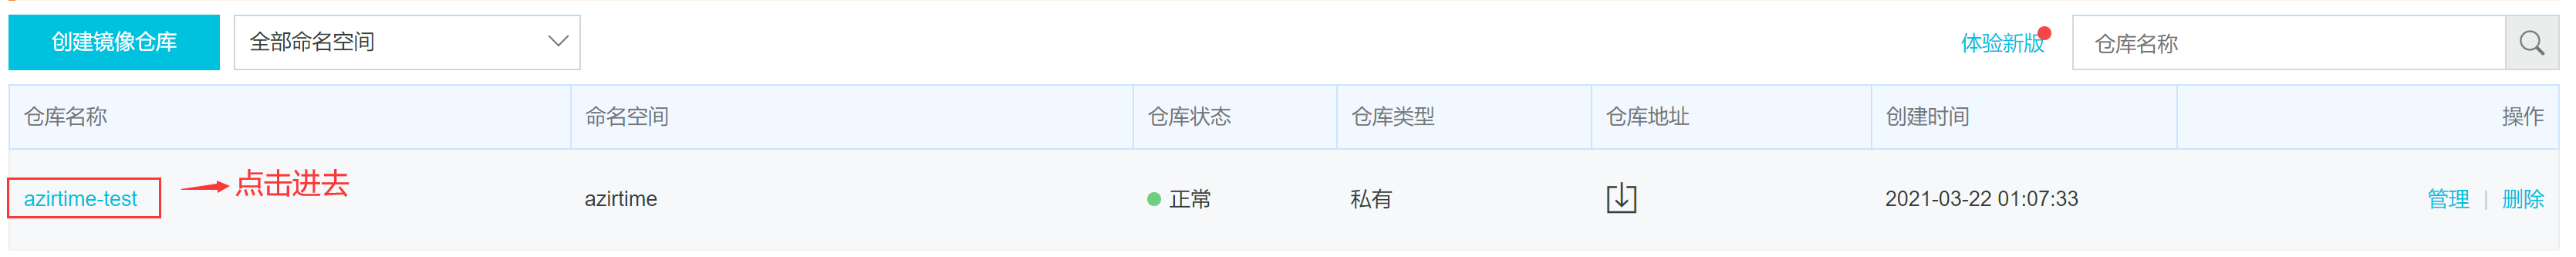 创建镜像仓库 全部命名空间 体验新版 仓库名称
仓库名称 命名空间 仓库状态 仓库类型 仓库地址 创建时间 操作
点击进去
azirtime-test azirtime 正常 私有 2021-03-22 01:07:33 管理 | 删除